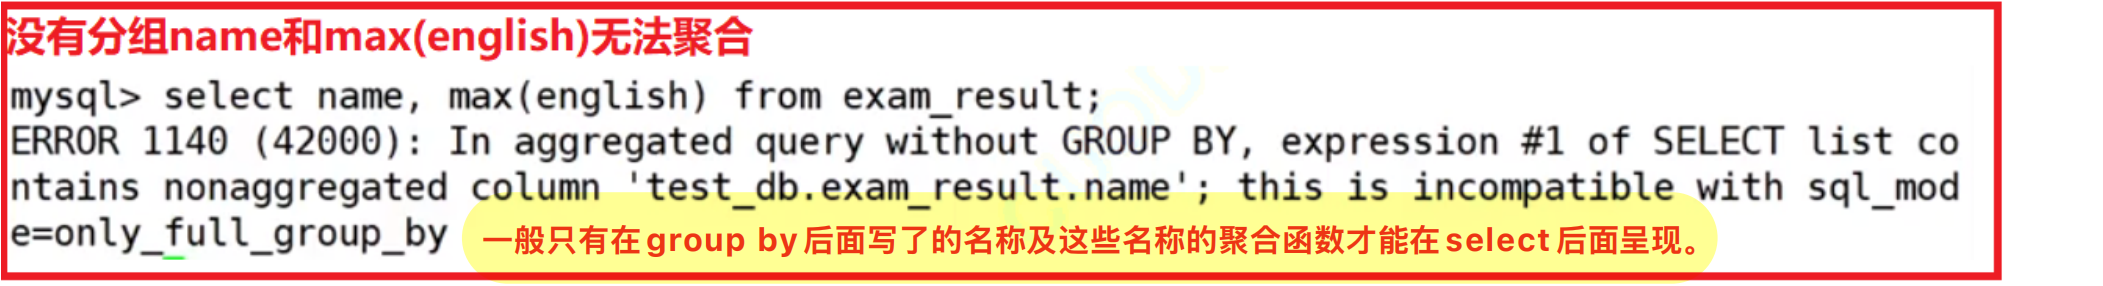 没有分组name和max(english)无法聚合
mysql> select name, max(english) from exam_result;
ERROR 1140 (42000): In aggregated query without GROUP BY, expression #1 of SELECT list co
ntains nonaggregated column 'test_db.exam_result.name'; this is incompatible with sql_mod
e=only_full_group_by 一般只有在group by后面写了的名称及这些名称的聚合函数才能在select后面呈现。